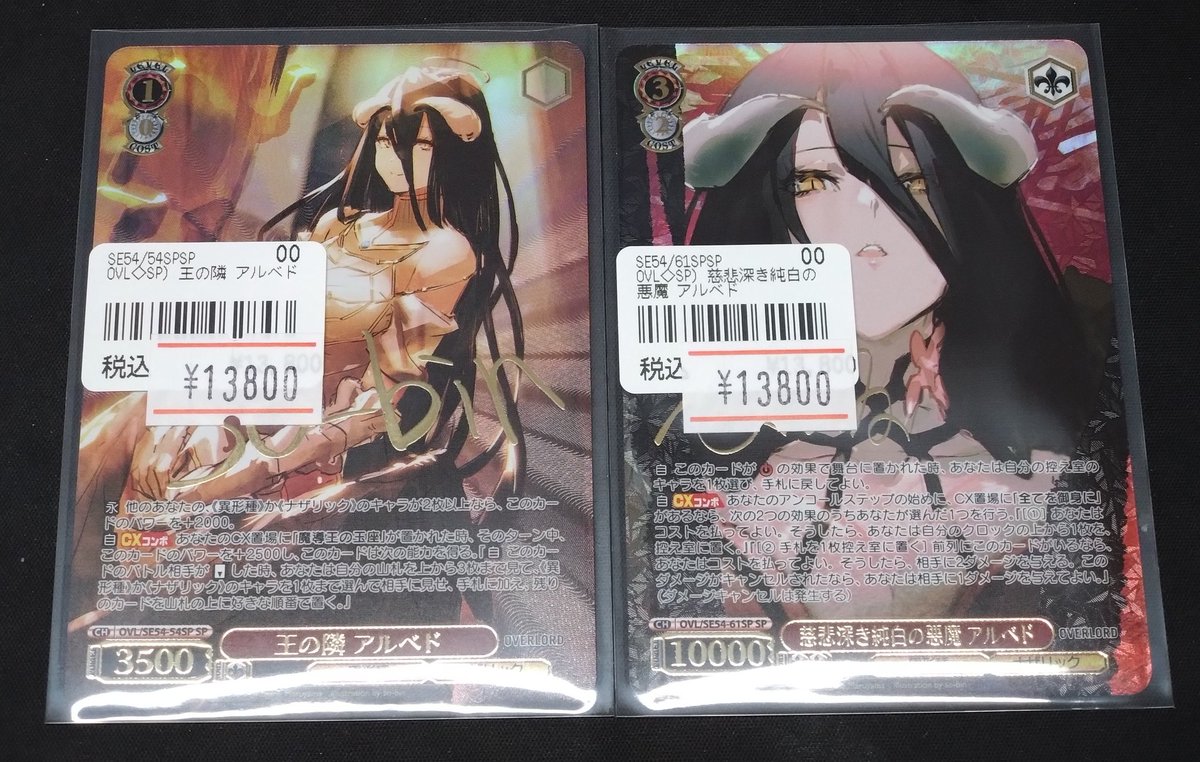 LEVEL
1
0
COST
SE54/54SPSP
00
OVL◇SP) 王の隣 アルベド
税込
¥13800
so-bin
永 他のあなたの、《異形種》か《ナザリック》のキャラが2枚以上なら、このカー
ドのパワーを+2000。
自 CXコンボ あなたのCX置場に「魔導王の玉座」が置かれた時、そのターン中、
このカードのパワーを+2500し、このカードは次の能力を得る。「自 このカー
ドのバトル相手が した時、あなたは自分の山札を上から3枚まで見て、《異
形種》か《ナザリック》のキャラを1枚まで選んで相手に見せ、手札に加え、残り
のカードを山札の上に好きな順番で置く。」
CH OVL/SE54-54SP SP
王の隣 アルベド
OVERLORD
3500
LEVEL
3
2
COST
SE54/61SPSP
00
OVL◇SP) 慈悲深き純白の
悪魔 アルベド
税込
¥13800
自 このカードが の効果で舞台に置かれた時、あなたは自分の控え室の
キャラを1枚選び、手札に戻してよい。
自 CXコンボ あなたのアンコールステップの始めに、CX置場に「全てを御身に」
があるなら、次の2つの効果のうちあなたが選んだ1つを行う。『[①] あなたは
コストを払ってよい。そうしたら、あなたは自分のクロックの上から1枚を
控え室に置く。』『[② 手札を1枚控え室に置く] 前列にこのカードがいるなら、
あなたはコストを払ってよい。そうしたら、相手に2ダメージを与える。この
ダメージがキャンセルされたなら、あなたは相手に1ダメージを与えてよい。』
(ダメージキャンセルは発生する)
CH OVL/SE54-61SP SP
慈悲深き純白の悪魔 アルベド
OVERLORD
10000